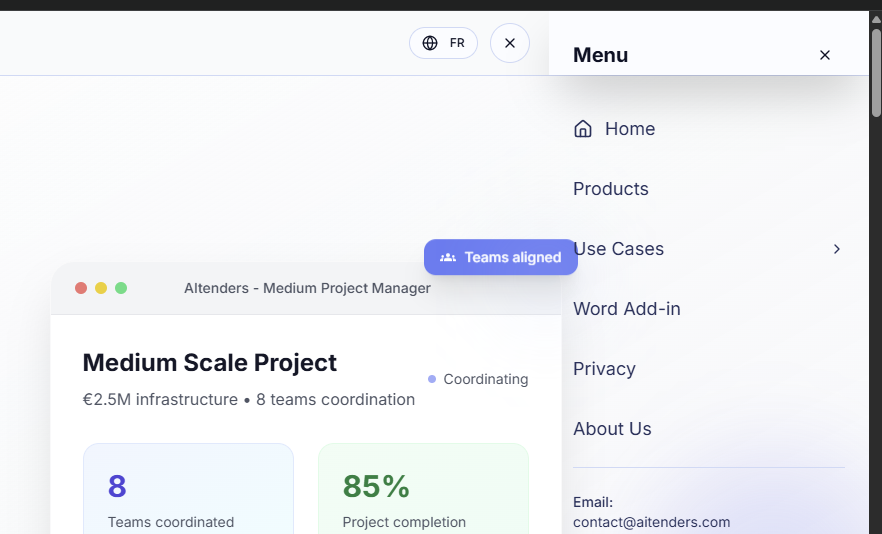 FR
Menu
Home
Products
Use Cases
Word Add-in
Privacy
About Us
Email:
contact@aitenders.com
Teams aligned
AItenders - Medium Project Manager
Medium Scale Project
€2.5M infrastructure • 8 teams coordination
Coordinating
8
Teams coordinated
85%
Project completion